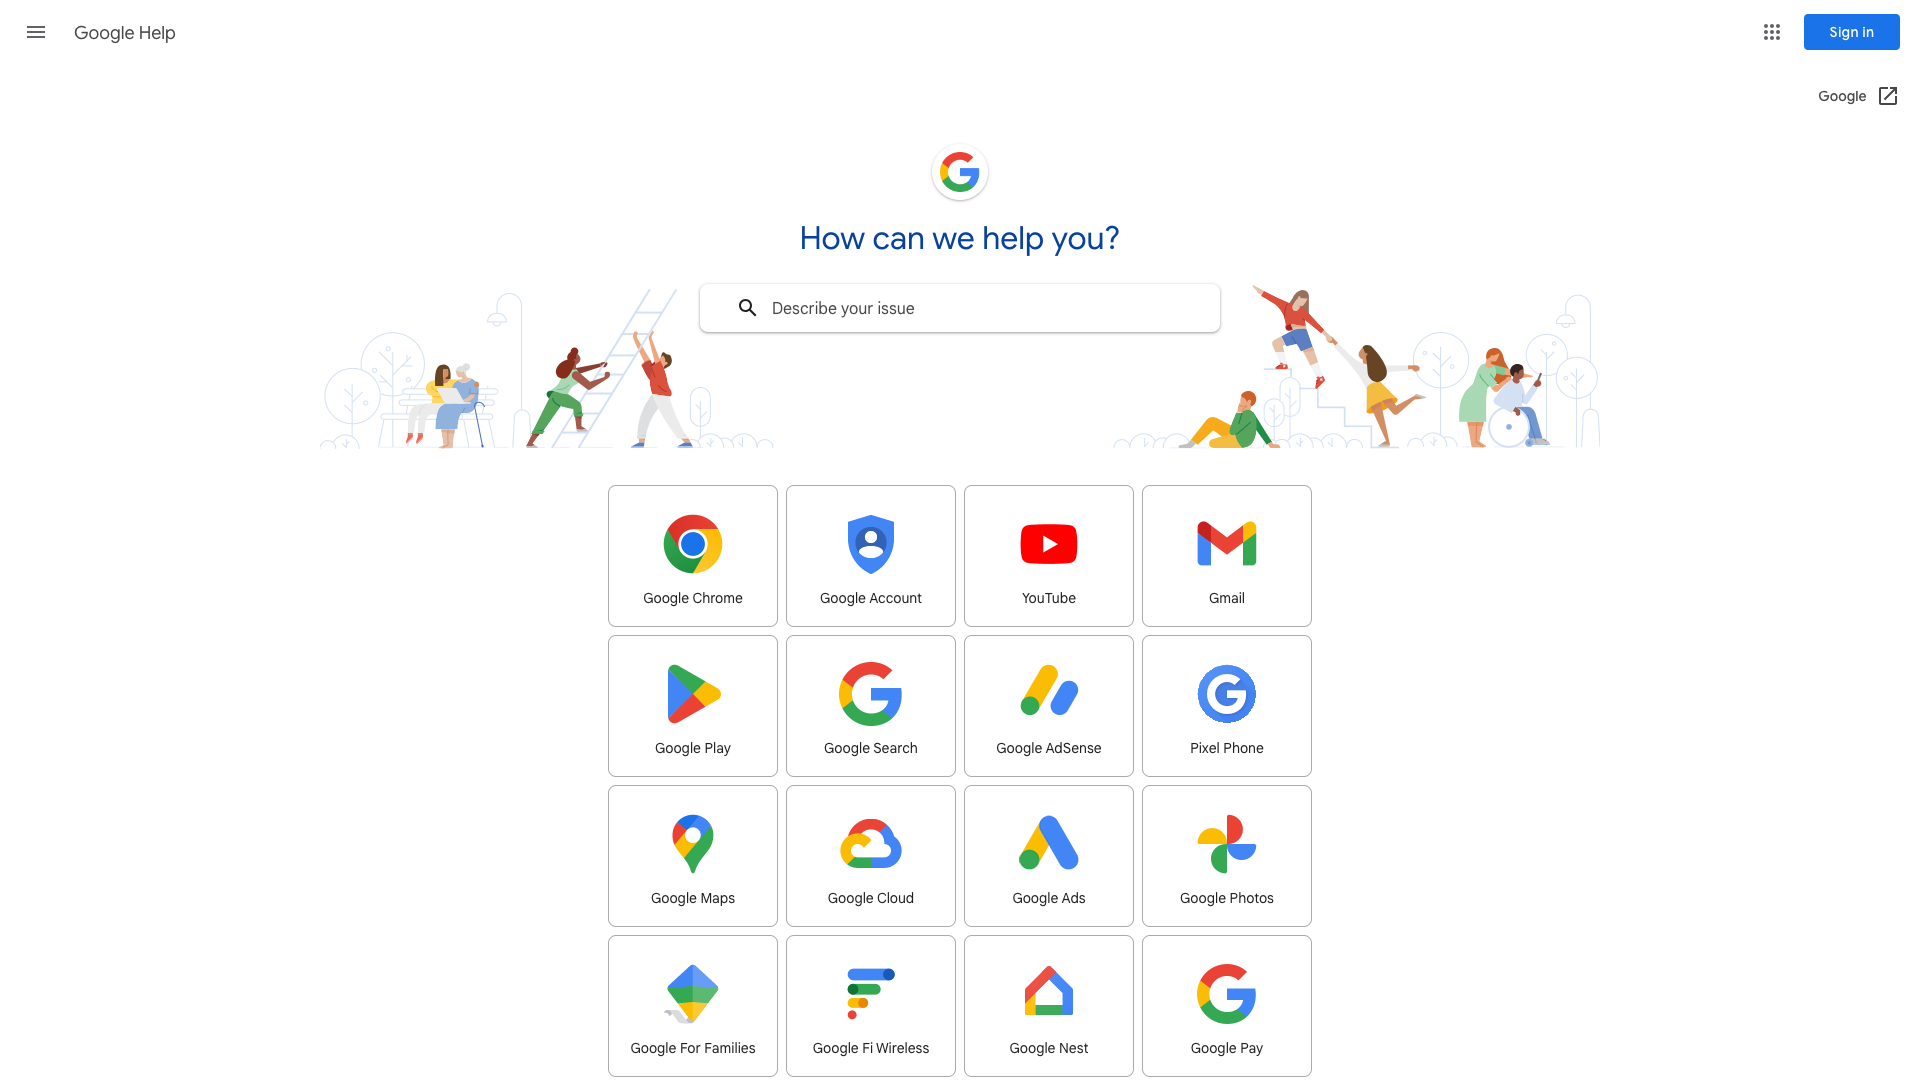 Google Help
Sign in
Google
How can we help you?
Describe your issue
Google Chrome
Google Account
YouTube
Gmail
Google Play
Google Search
Google AdSense
Pixel Phone
Google Maps
Google Cloud
Google Ads
Google Photos
Google For Families
Google Fi Wireless
Google Nest
Google Pay